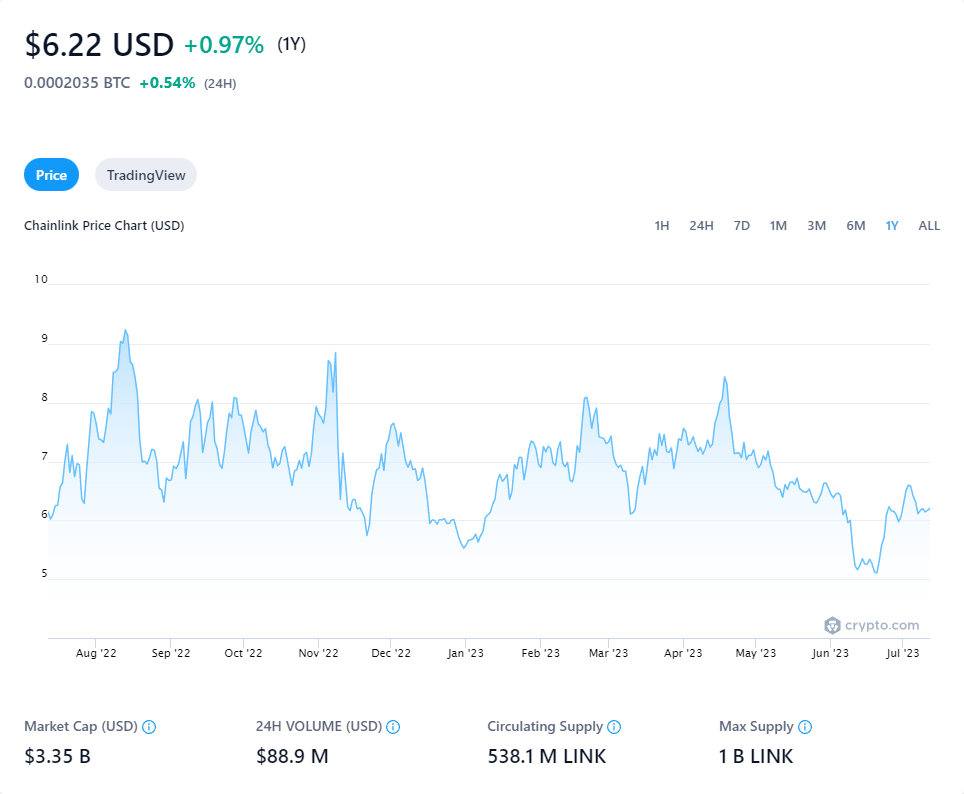 $6.22 USD +0.97% (1Y)
0.0002035 BTC +0.54% (24H)
Price TradingView
Chainlink Price Chart (USD) 1H 24H 7D 1M 3M 6M 1Y ALL
10
9
8
7
6
5
crypto.com
Aug '22 Sep '22 Oct '22 Nov '22 Dec '22 Jan '23 Feb '23 Mar '23 Apr '23 May '23 Jun '23 Jul '23
Market Cap (USD) 24H VOLUME (USD) Circulating Supply Max Supply
$3.35 B $88.9 M 538.1 M LINK 1 B LINK